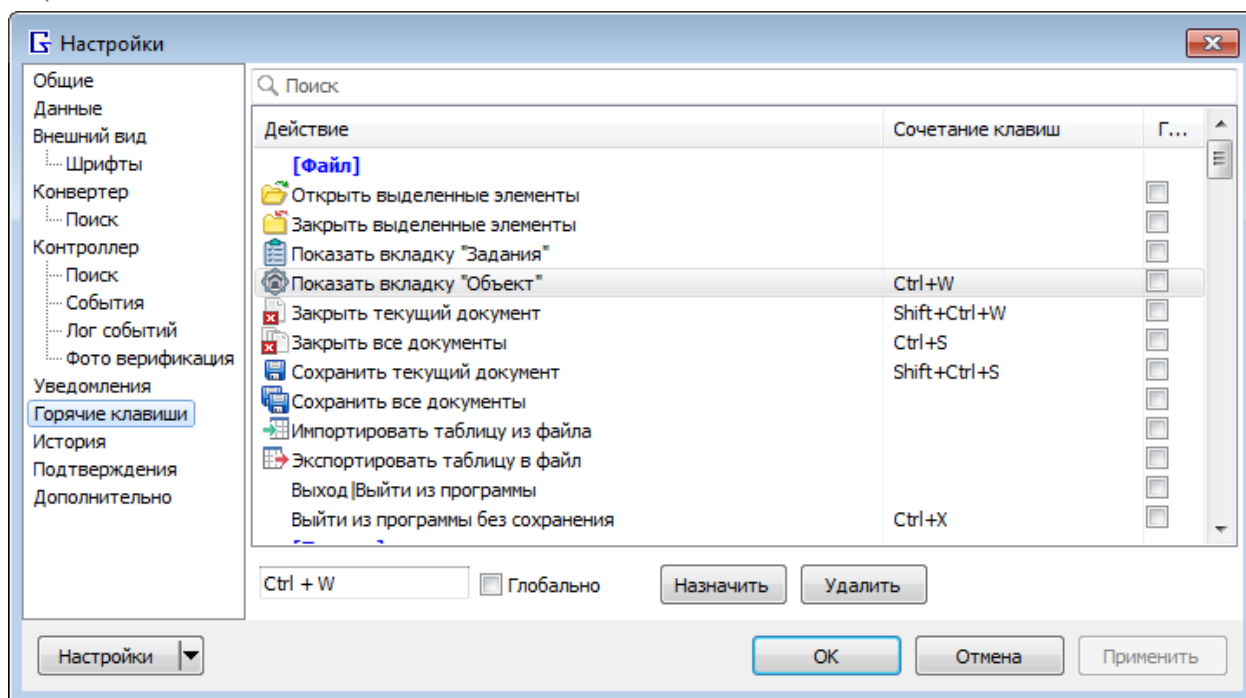 Настройки
Общие
Данные
Внешний вид
Шрифты
Конвертер
Поиск
Контроллер
Поиск
События
Лог событий
Фото верификация
Уведомления
Горячие клавиши
История
Подтверждения
Дополнительно
Поиск
Действие Сочетание клавиш Г...
[Файл]
Открыть выделенные элементы
Закрыть выделенные элементы
Показать вкладку "Задания"
Показать вкладку "Объект" Ctrl+W
Закрыть текущий документ Shift+Ctrl+W
Закрыть все документы Ctrl+S
Сохранить текущий документ Shift+Ctrl+S
Сохранить все документы
Импортировать таблицу из файла
Экспортировать таблицу в файл
Выход|Выйти из программы
Выйти из программы без сохранения Ctrl+X
Ctrl + W Глобально Назначить Удалить
Настройки OK Отмена Применить